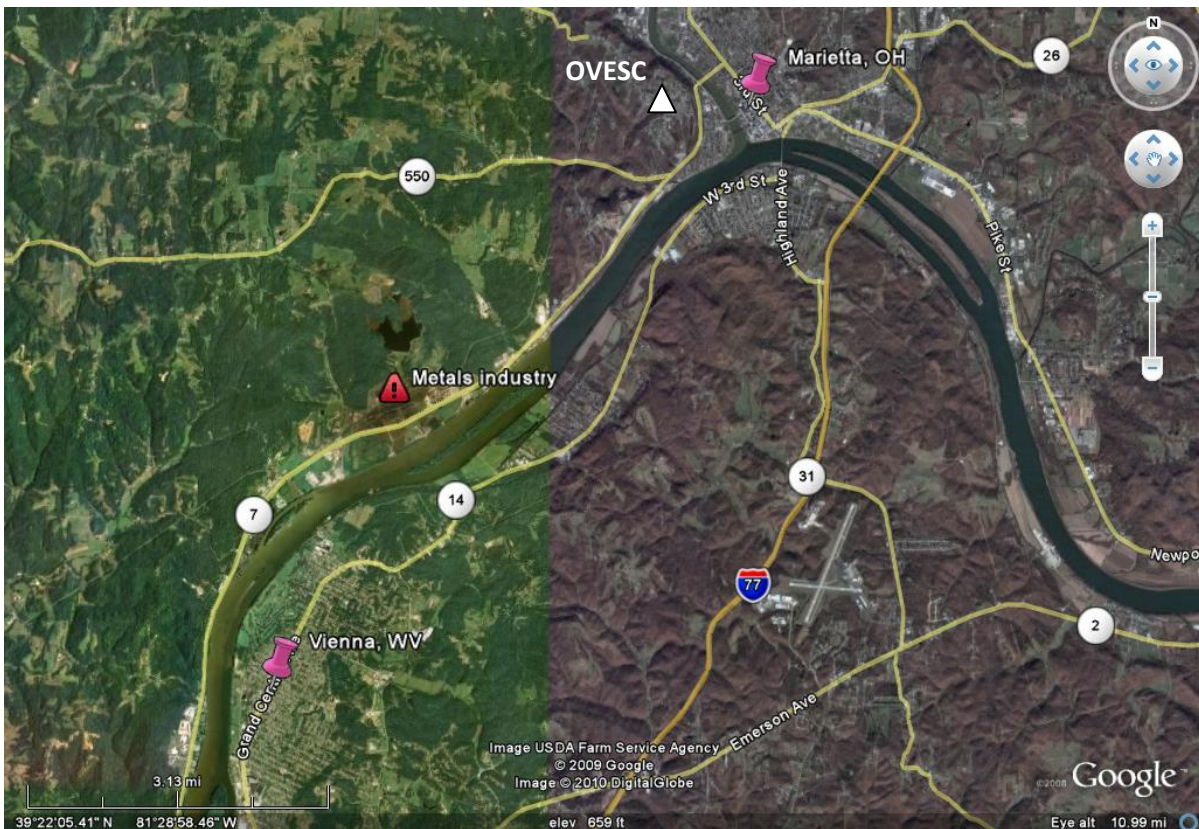 N
26
Marietta, OH
OVESC
3rd St
550
W 3rd St
Highland Ave
Pike St
Metals industry
31
14
7
77
Newpo
2
Vienna, WV
Grand Ce
Emerson Ave
Image USDA Farm Service Agency
© 2009 Google
Image © 2010 DigitalGlobe
3.13 mi
©2008 Google™
39°22'05.41" N 81°28'58.46" W
elev 659 ft
Eye alt 10.99 mi